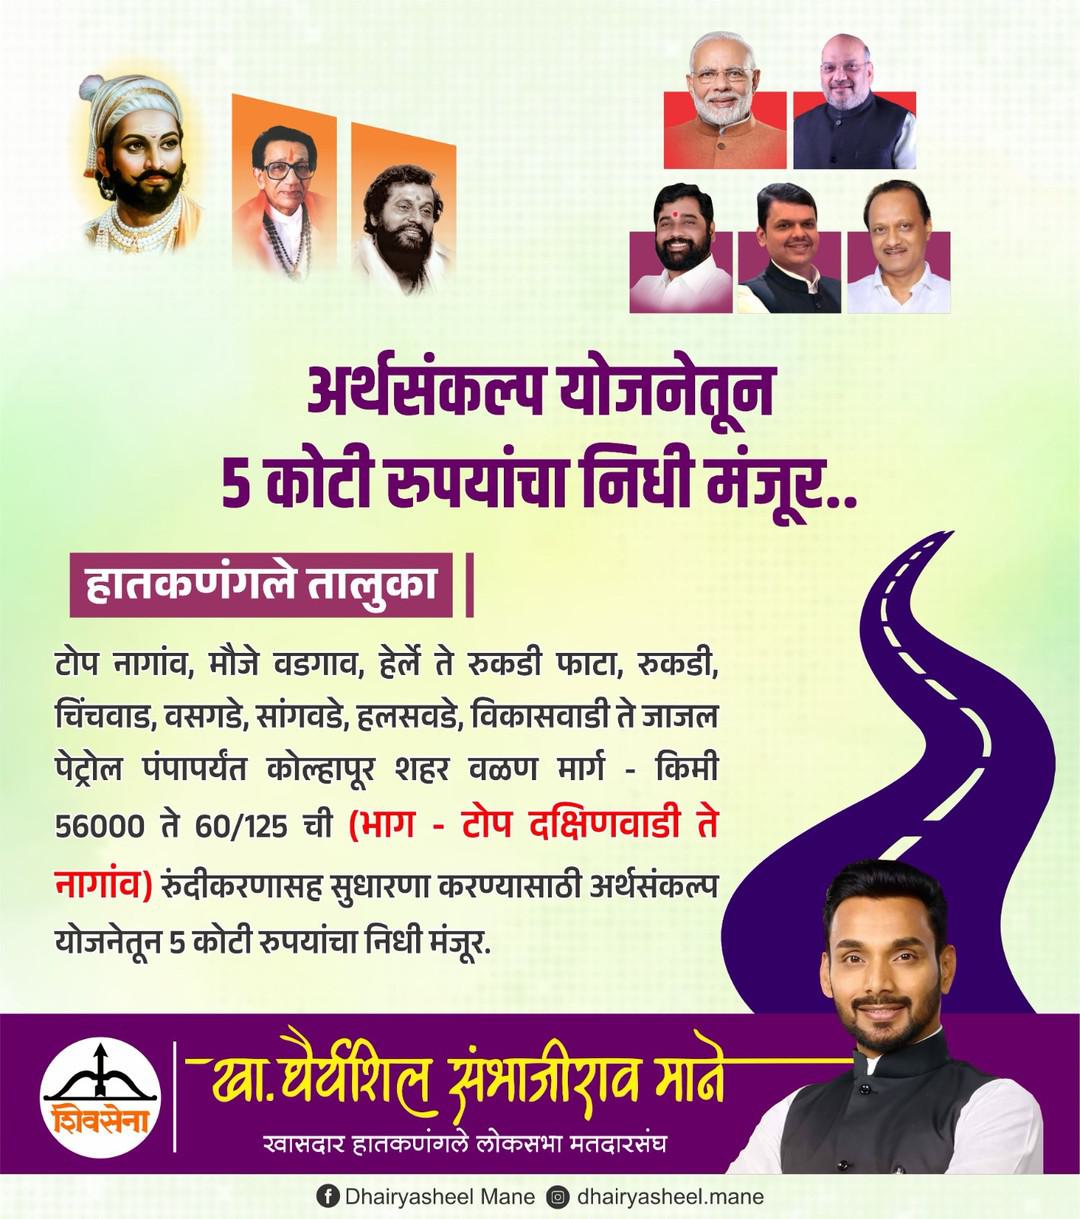 अर्थसंकल्प योजनेतून
5 कोटी रुपयांचा निधी मंजूर..
हातकणंगले तालुका
टोप नागांव, मौजे वडगाव, हेर्ले ते रुकडी फाटा, रुकडी,
चिंचवाड, वसगडे, सांगवडे, हलसवडे, विकासवाडी ते जाजल
पेट्रोल पंपापर्यंत कोल्हापूर शहर वळण मार्ग - किमी
56000 ते 60/125 ची (भाग - टोप दक्षिणवाडी ते
नागांव) रुंदीकरणासह सुधारणा करण्यासाठी अर्थसंकल्प
योजनेतून 5 कोटी रुपयांचा निधी मंजूर.
शिवसेना
खा. धैर्यशिल संभाजीराव माने
खासदार हातकणंगले लोकसभा मतदारसंघ
Dhairyasheel Mane dhairyasheel.mane